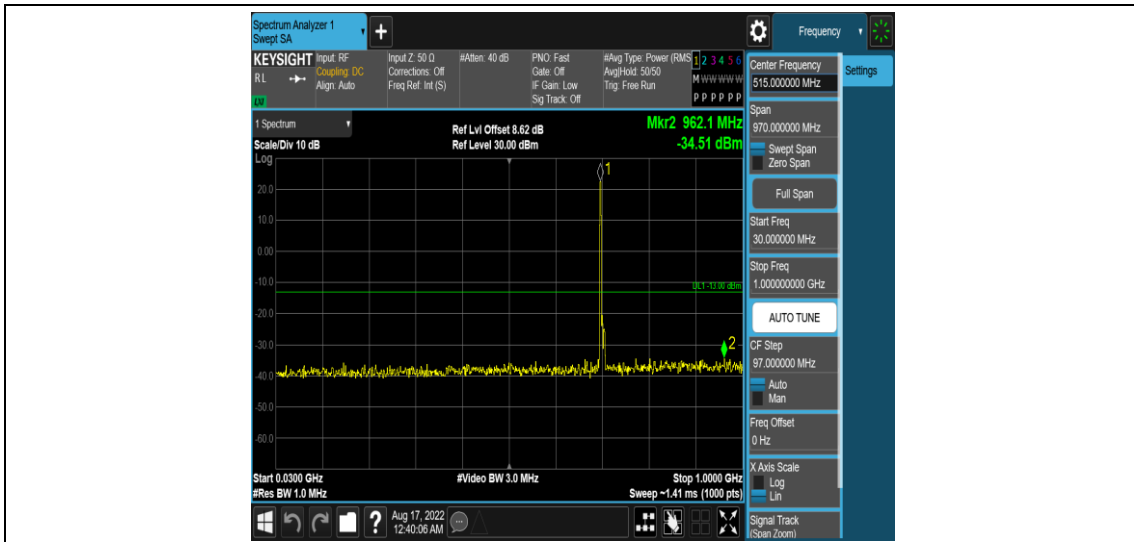 Spectrum Analyzer 1
Swept SA
+
Frequency
KEYSIGHT
RL
LNI
Input: RF
Coupling: DC
Align: Auto
Input Z: 50 Ω
Corrections: Off
Freq Ref: Int (S)
#Atten: 40 dB
PNO: Fast
Gate: Off
IF Gain: Low
Sig Track: Off
#Avg Type: Power (RMS
Avg|Hold: 50/50
Trig: Free Run
1 2 3 4 5 6
M W W W W W
P P P P P P
1 Spectrum
Scale/Div 10 dB
Ref Lvl Offset 8.62 dB
Ref Level 30.00 dBm
Mkr2 962.1 MHz
-34.51 dBm
Log
20.0
10.0
0.00
-10.0
-20.0
-30.0
-40.0
-50.0
-60.0
1
DL1 -13.00 dBm
2
Start 0.0300 GHz
#Res BW 1.0 MHz
#Video BW 3.0 MHz
Stop 1.0000 GHz
Sweep ~1.41 ms (1000 pts)
?
Aug 17, 2022
12:40:06 AM
Center Frequency
515.000000 MHz
Settings
Span
970.000000 MHz
Swept Span
Zero Span
Full Span
Start Freq
30.000000 MHz
Stop Freq
1.000000000 GHz
AUTO TUNE
CF Step
97.000000 MHz
Auto
Man
Freq Offset
0 Hz
X Axis Scale
Log
Lin
Signal Track
(Span Zoom)